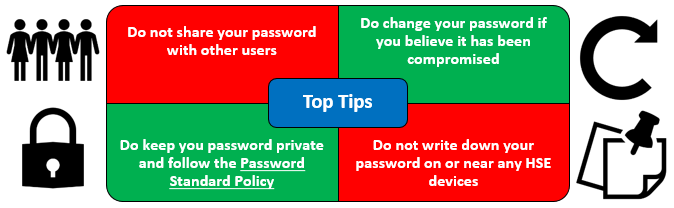 Do not share your password
with other users
Do change your password if
you believe it has been
compromised
Top Tips
Do keep you password private
and follow the Password
Standard Policy
Do not write down your
password on or near any HSE
devices